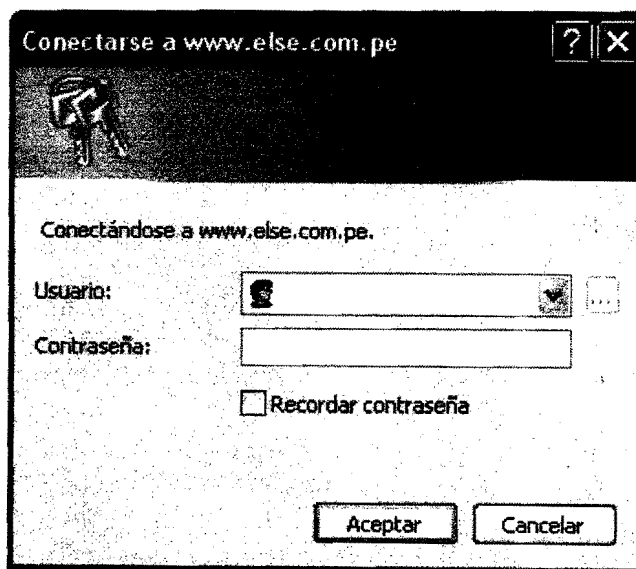 Conectarse a www.else.com.pe
Conectándose a www.else.com.pe.
Usuario:
...
Contraseña:
Recordar contraseña
Aceptar
Cancelar